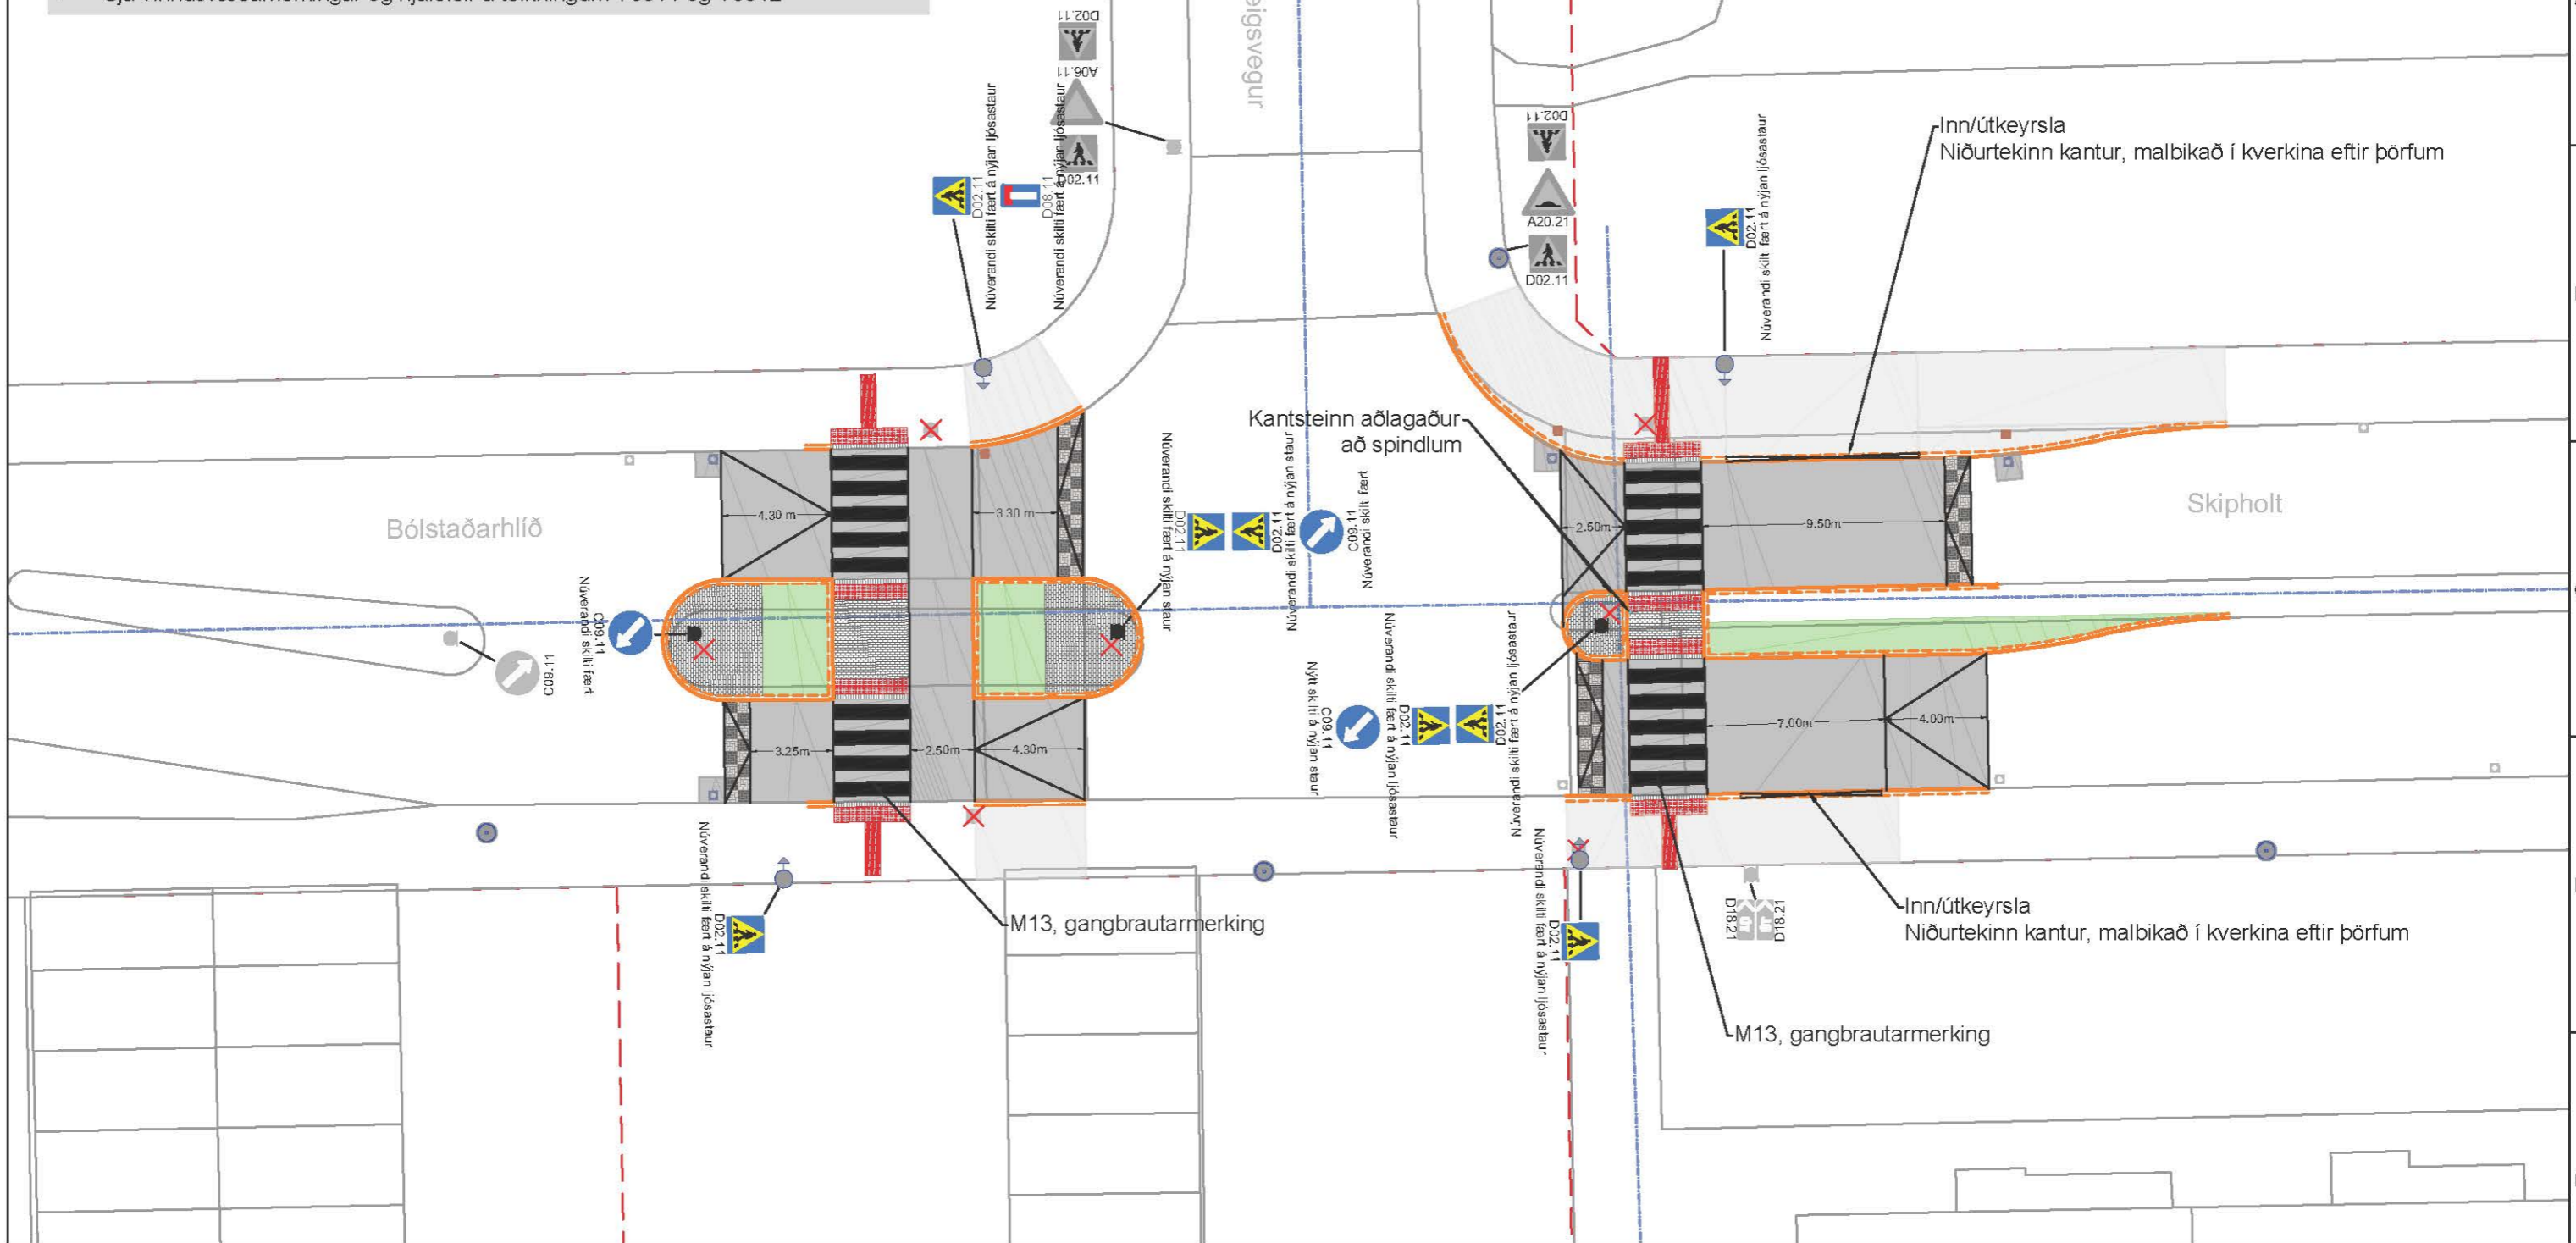 D02.11
A06.11
D02.11
D02.11
Núverandi skilti fært á nýjan ljósastaur
D08.11
Núverandi skilti fært á nýjan ljósastaur
eigsvegur
D02.11
A20.21
D02.11
D02.11
Núverandi skilti fært á nýjan ljósastaur
Inn/útkeyrsla
Niðurtekinn kantur, malbikað í kverkina eftir þörfum
Kantsteinn aðlagaður
að spindlum
Bólstaðarhlíð
Skipholt
4.30 m
3.30 m
2.50m
9.50m
Núverandi skilti fært á nýjan staur
D02.11
D02.11
Núverandi skilti fært á nýjan staur
C09.11
Núverandi skilti fært
C09.11
C09.11
Núverandi skilti fært
3.25m
2.50m
4.30m
7.00m
4.00m
Nýtt skilti á nýjan staur
C09.11
Núverandi skilti fært á nýjan ljósastaur
D02.11
D02.11
Núverandi skilti fært á nýjan ljósastaur
Núverandi skilti fært á nýjan ljósastaur
D02.11
M13, gangbrautarmerking
Núverandi skilti fært á nýjan ljósastaur
D02.11
D18.21
D18.21
Inn/útkeyrsla
Niðurtekinn kantur, malbikað í kverkina eftir þörfum
M13, gangbrautarmerking